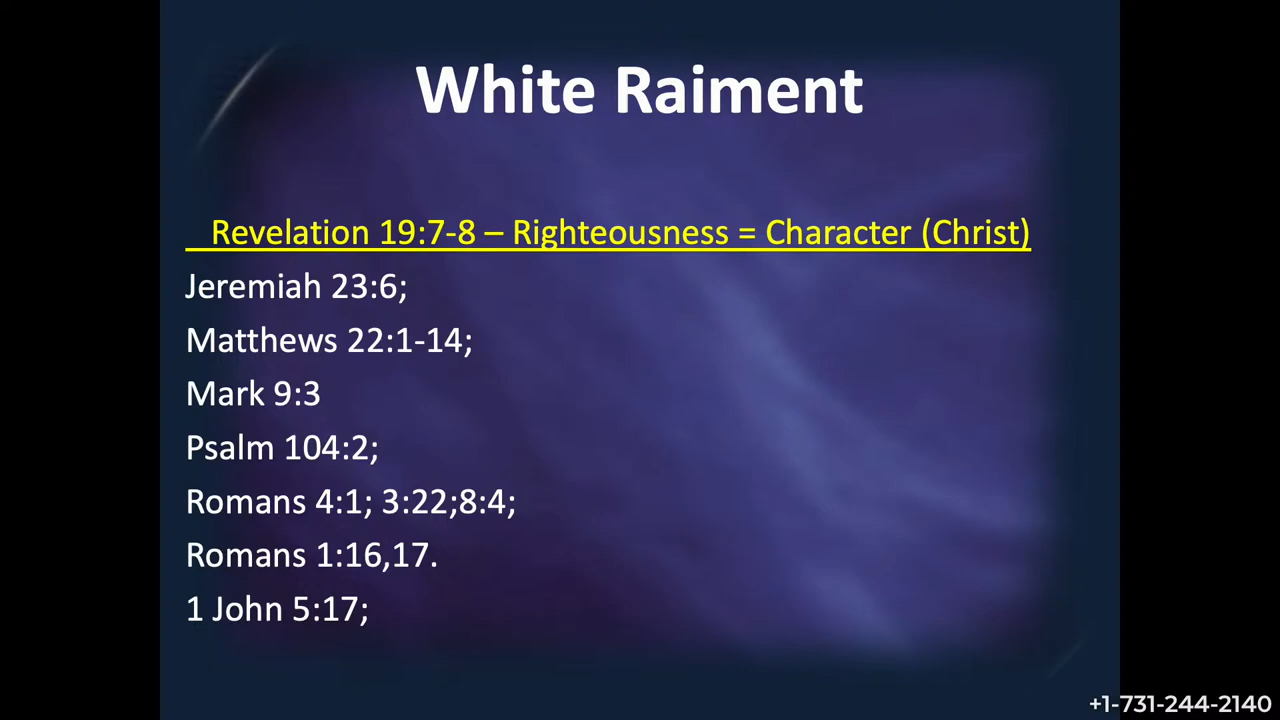 White Raiment
Revelation 19:7-8 – Righteousness = Character (Christ)
Jeremiah 23:6;
Matthews 22:1-14;
Mark 9:3
Psalm 104:2;
Romans 4:1; 3:22;8:4;
Romans 1:16,17.
1 John 5:17;
+1-731-244-2140